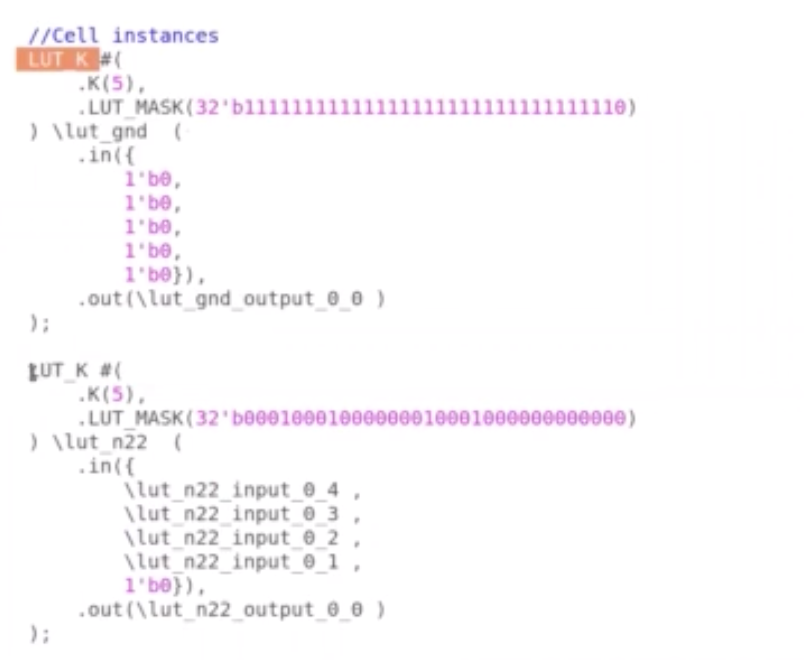 //Cell instances
LUT_K #(
.K(5),
.LUT_MASK(32'b11111111111111111111111111111110)
) \lut_gnd (
.in({
1'b0,
1'b0,
1'b0,
1'b0,
1'b0}),
.out(\lut_gnd_output_0_0 )
);
LUT_K #(
.K(5),
.LUT_MASK(32'b00010001000000010001000000000000)
) \lut_n22 (
.in({
\lut_n22_input_0_4 ,
\lut_n22_input_0_3 ,
\lut_n22_input_0_2 ,
\lut_n22_input_0_1 ,
1'b0}),
.out(\lut_n22_output_0_0 )
);